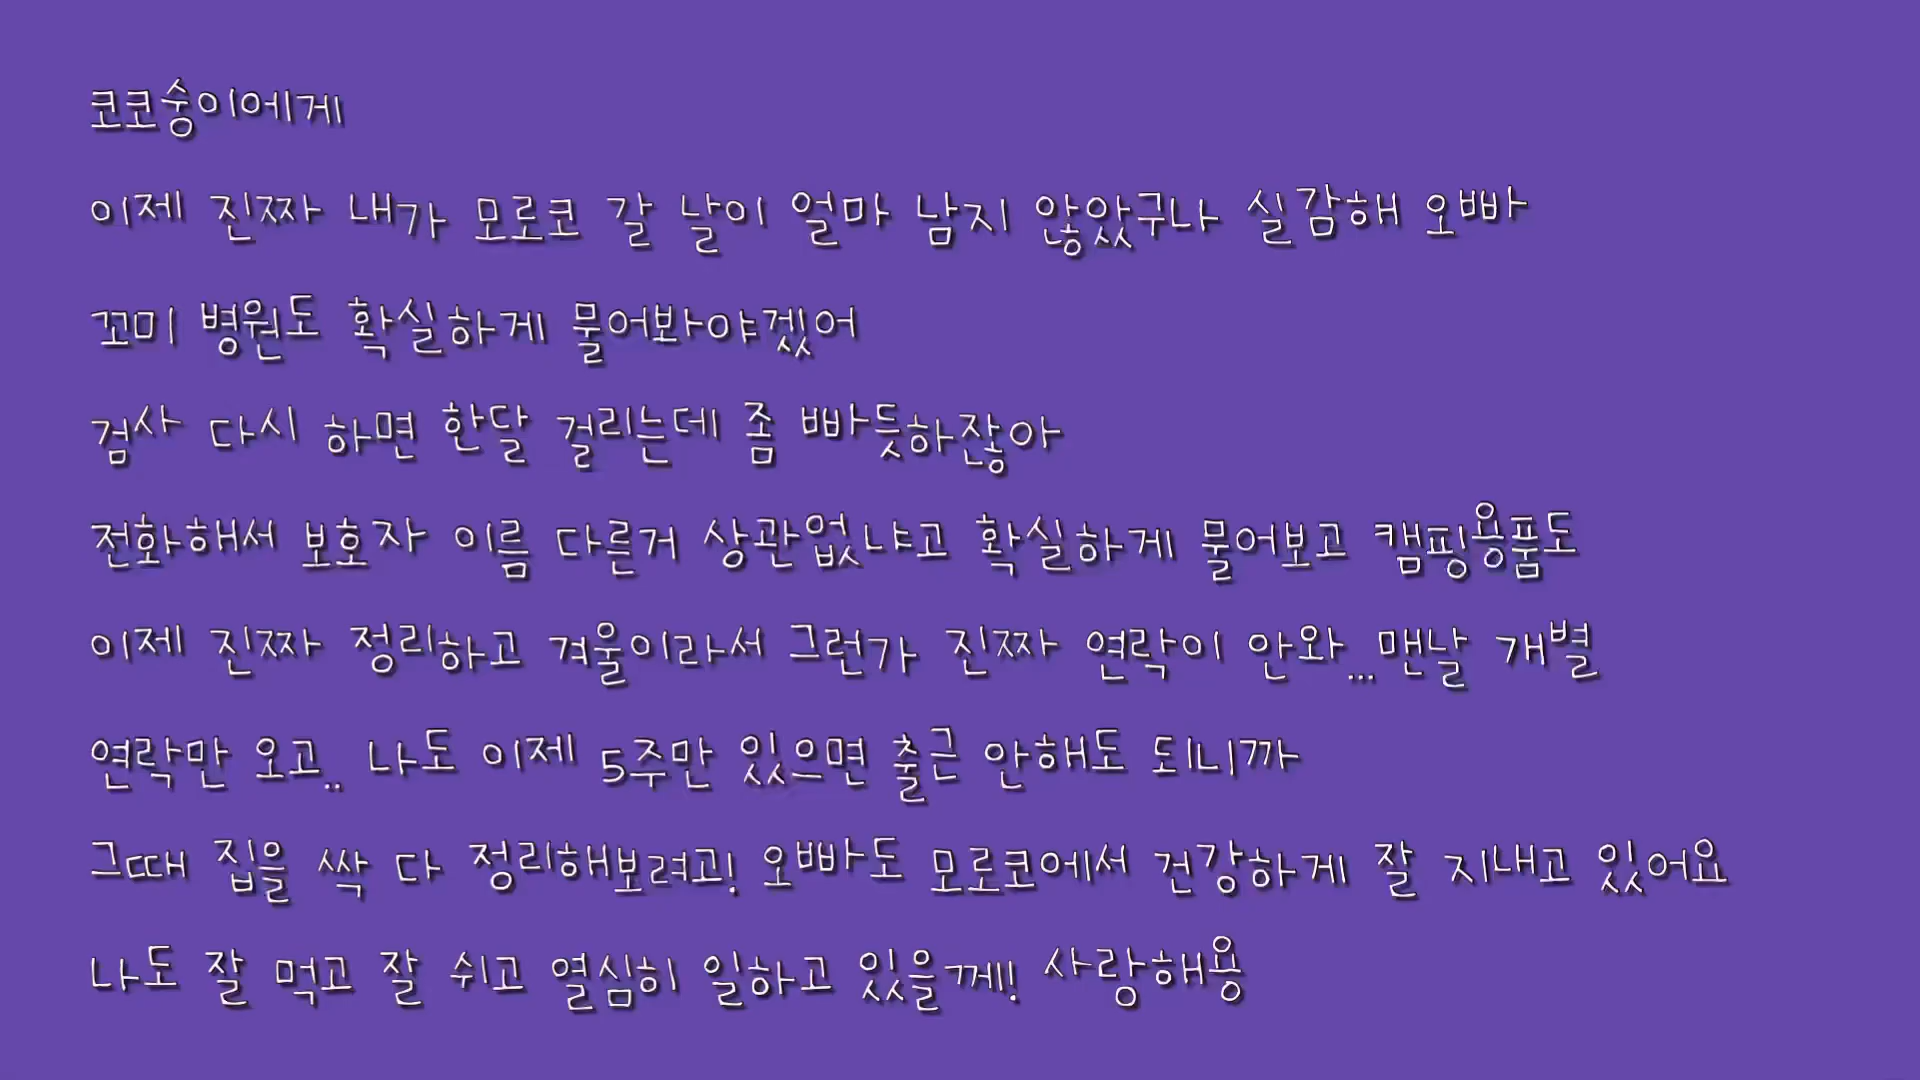 코코숭이에게
이제 진짜 내가 모로코 갈 날이 얼마 남지 않았구나 실감해 오빠
꼬미 병원도 확실하게 물어봐야겠어
검사 다시 하면 한달 걸리는데 좀 빠듯하잖아
전화해서 보호자 이름 다른거 상관없냐고 확실하게 물어보고 캠핑용품도
이제 진짜 정리하고 겨울이라서 그런가 진짜 연락이 안와...맨날 개별
연락만 오고.. 나도 이제 5주만 있으면 출근 안해도 되니까
그때 집을 싹 다 정리해보려고! 오빠도 모로코에서 건강하게 잘 지내고 있어요
나도 잘 먹고 잘 쉬고 열심히 일하고 있을께! 사랑해용